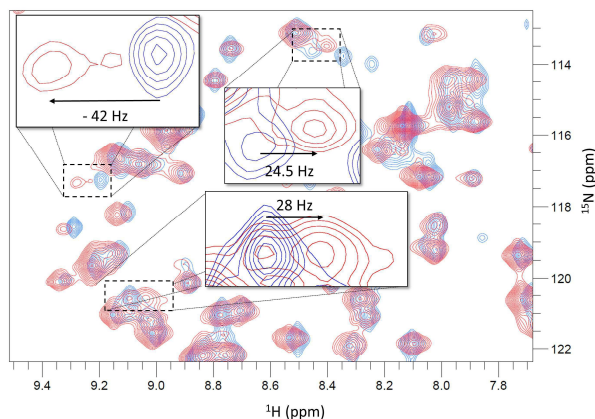 - 42 Hz
24.5 Hz
28 Hz
114
116
118
120
122
¹⁵N (ppm)
9.4 9.2 9.0 8.8 8.6 8.4 8.2 8.0 7.8
¹H (ppm)